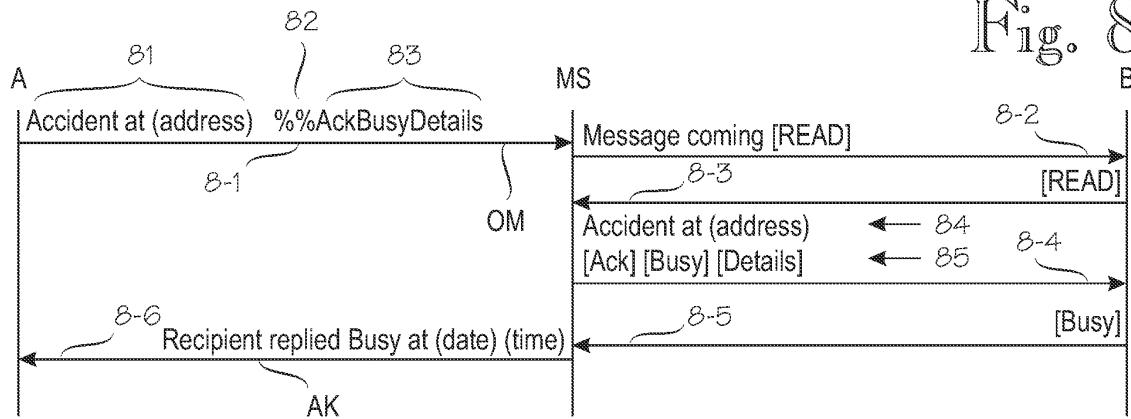 Fig. 8
82
81 83
A MS B
Accident at (address) %%AckBusyDetails
8-1
OM
Message coming [READ] 8-2
8-3 [READ]
Accident at (address) 84
[Ack] [Busy] [Details] 85 8-4
8-5 [Busy]
8-6 Recipient replied Busy at (date) (time)
AK